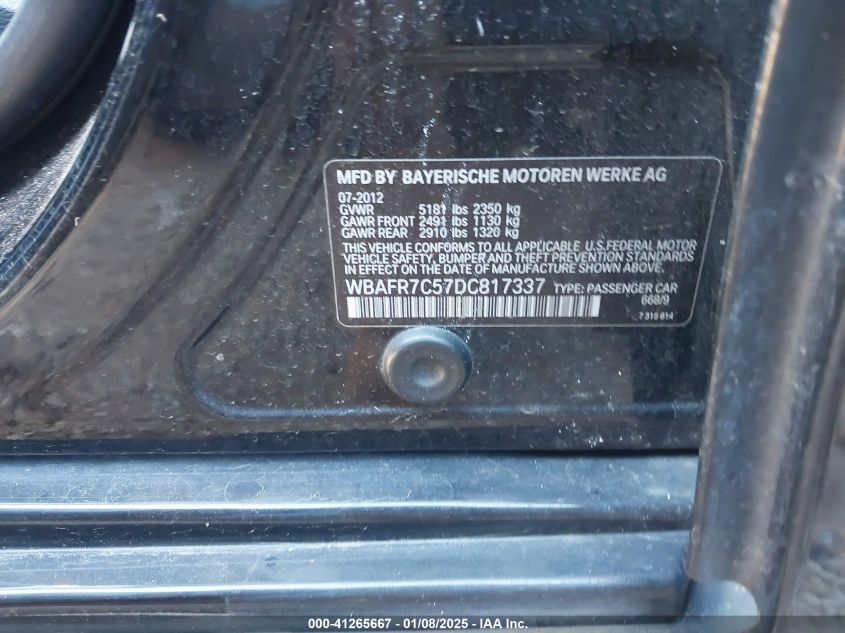 MFD BY BAYERISCHE MOTOREN WERKE AG
07-2012
GVWR 5181 lbs 2350 kg
GAWR FRONT 2491 lbs 1130 kg
GAWR REAR 2910 lbs 1320 kg
THIS VEHICLE CONFORMS TO ALL APPLICABLE U.S.FEDERAL MOTOR
VEHICLE SAFETY, BUMPER AND THEFT PREVENTION STANDARDS
IN EFFECT ON THE DATE OF MANUFACTURE SHOWN ABOVE.
WBAFR7C57DC817337 TYPE: PASSENGER CAR
668/9
7 315 814
000-41265667 - 01/08/2025 - IAA Inc.